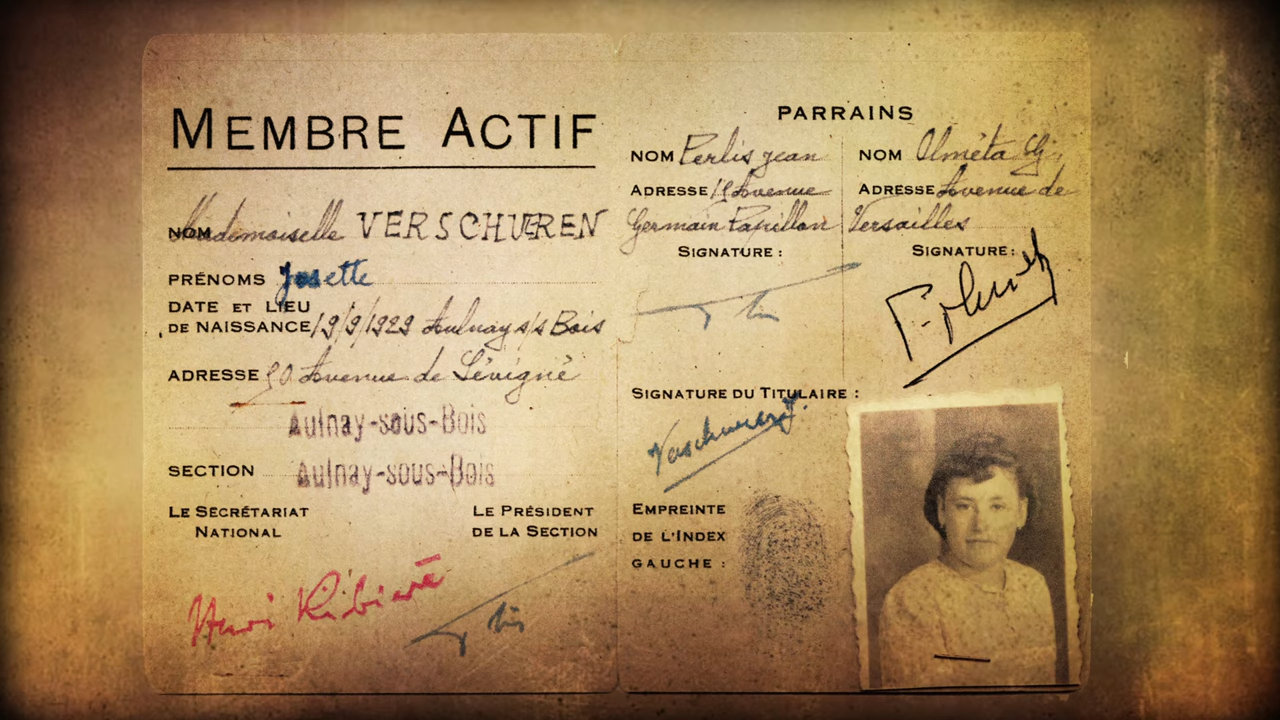 MEMBRE ACTIF
NOM Mademoiselle VERSCHUEREN
PRÉNOMS Josette
DATE ET LIEU
DE NAISSANCE 19/9/1929 Aulnay s/s Bois
ADRESSE Avenue de Sévigné
Aulnay-sous-Bois
SECTION Aulnay-sous-Bois
LE SECRÉTARIAT
NATIONAL
LE PRÉSIDENT
DE LA SECTION
Henri Ribière
PARRAINS
NOM Perlis Jean
ADRESSE Avenue
Germain Papillon
SIGNATURE :
NOM Olméta
ADRESSE Avenue de
Versailles
SIGNATURE :
SIGNATURE DU TITULAIRE :
EMPREINTE
DE L'INDEX
GAUCHE :